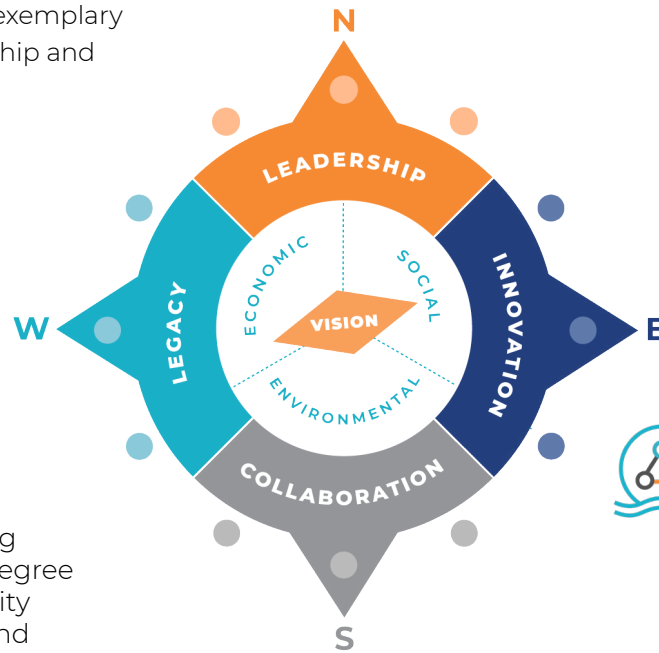 exemplary
hip and
N
LEADERSHIP
ECONOMIC
SOCIAL
INNOVATION
LEGACY
VISION
W
E
ENVIRONMENTAL
COLLABORATION
g
egree
ity
nd
S